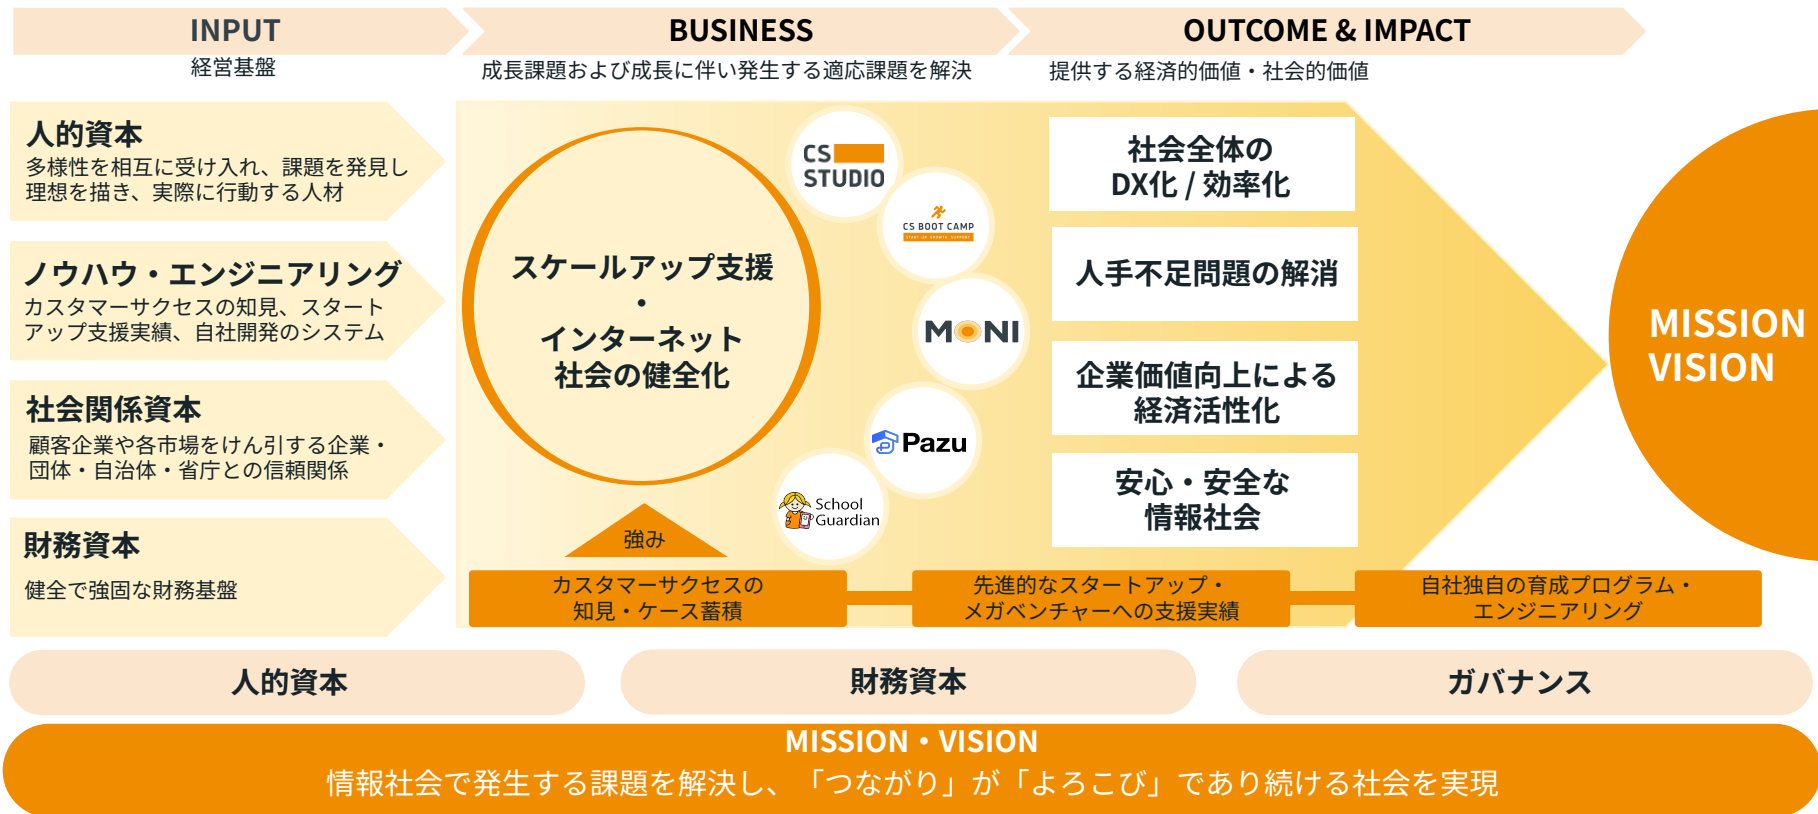 INPUT
経営基盤
BUSINESS
成長課題および成長に伴い発生する適応課題を解決
OUTCOME & IMPACT
提供する経済的価値・社会的価値
人的資本
多様性を相互に受け入れ、課題を発見し
理想を描き、実際に行動する人材
ノウハウ・エンジニアリング
カスタマーサクセスの知見、スタート
アップ支援実績、自社開発のシステム
社会関係資本
顧客企業や各市場をけん引する企業・
団体・自治体・省庁との信頼関係
財務資本
健全で強固な財務基盤
スケールアップ支援
・
インターネット
社会の健全化
CS
STUDIO
CS BOOT CAMP
START-UP GROWTH SUPPORT
MONI
Pazu
School
Guardian
強み
カスタマーサクセスの
知見・ケース蓄積
先進的なスタートアップ・
メガベンチャーへの支援実績
自社独自の育成プログラム・
エンジニアリング
社会全体の
DX化 / 効率化
人手不足問題の解消
企業価値向上による
経済活性化
安心・安全な
情報社会
MISSION
VISION
人的資本
財務資本
ガバナンス
MISSION・VISION
情報社会で発生する課題を解決し、「つながり」が「よろこび」であり続ける社会を実現